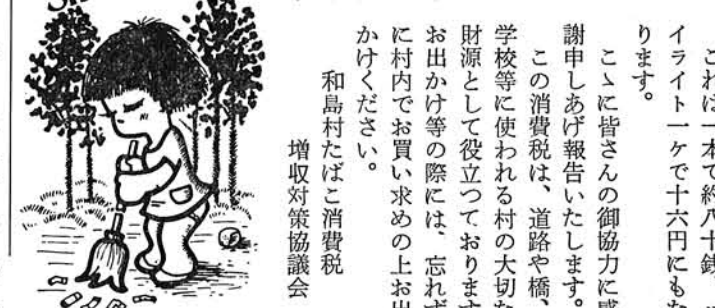 これは一本で約八十銭
イライト一ケで十六円にもた
ります。
こゝに皆さんの御協力に感
謝申しあげ報告いたします。
この消費税は、道路や橋
学校等に使われる村の大切な
財源として役立つております
お出かけ等の際には、忘れず
に村内でお買い求めの上お出
かけください。
和島村たばこ消費税
増収対策協議会